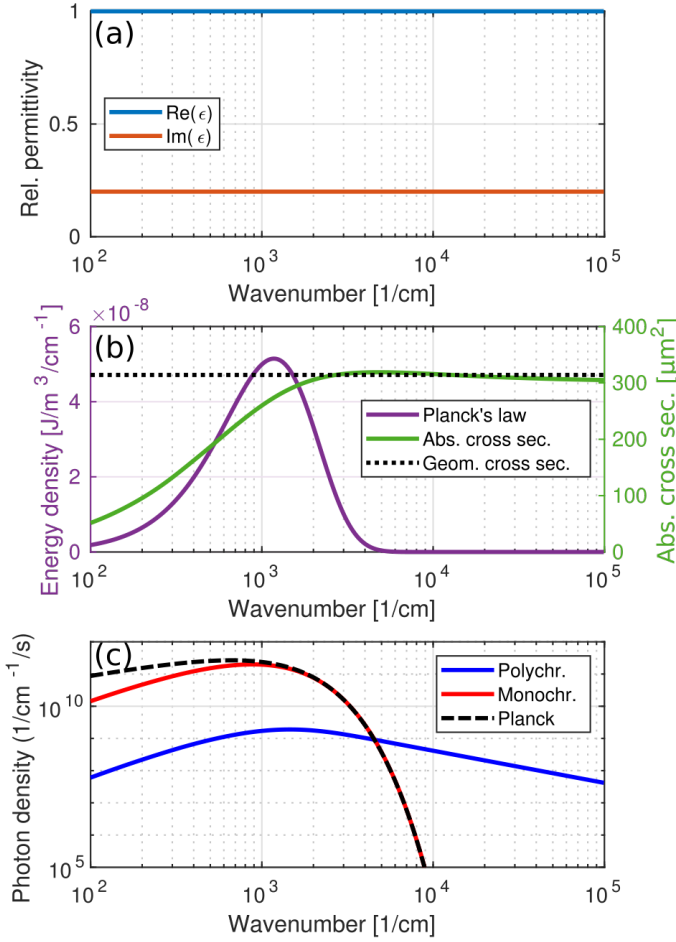 (a)
1
0.5
0
Rel. permittivity
Re(ϵ)
Im(ϵ)
10^2 10^3 10^4 10^5
Wavenumber [1/cm]
(b)
×10^-8
6
4
2
0
Energy density [J/m^3/cm^-1]
400
300
200
100
0
Abs. cross sec. [μm^2]
Planck's law
Abs. cross sec.
Geom. cross sec.
10^2 10^3 10^4 10^5
Wavenumber [1/cm]
(c)
10^10
10^-5
Photon density (1/cm^-1/s)
Polychr.
Monochr.
Planck
10^2 10^3 10^4 10^5
Wavenumber [1/cm]